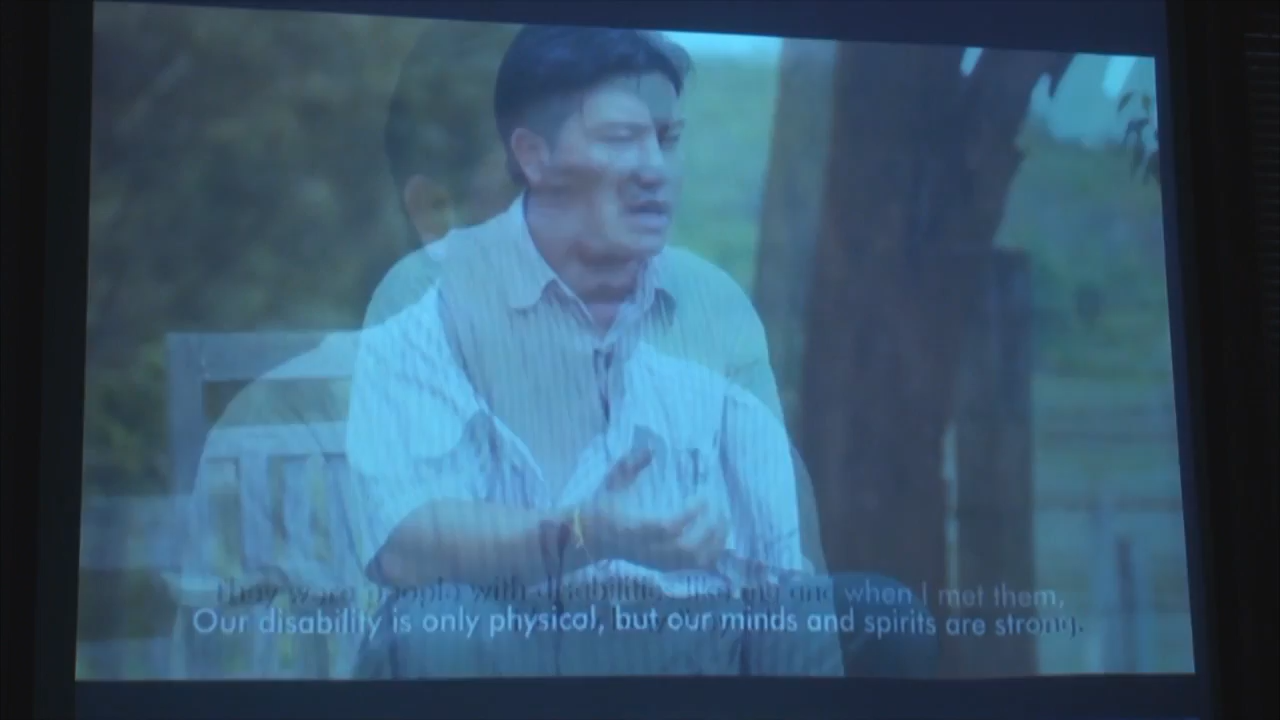 they were people with disabilities like me and when I met them,
Our disability is only physical, but our minds and spirits are strong.